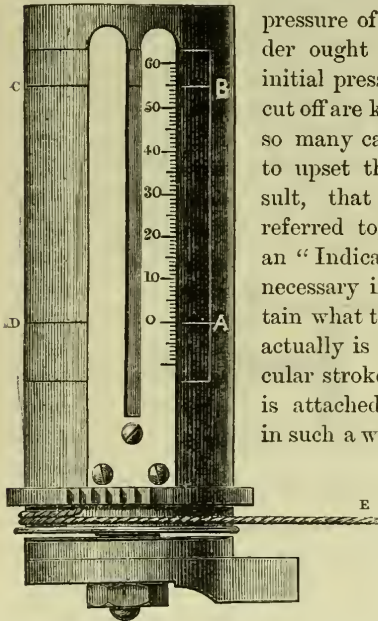 pressure of
der ought
initial press
cut off are k
so many ca
to upset th
sult, that
referred to
an “Indica
necessary i
tain what t
actually is
cular stroke
is attached
in such a w
C
B
60
50
40
30
20
10
0
D
A
E